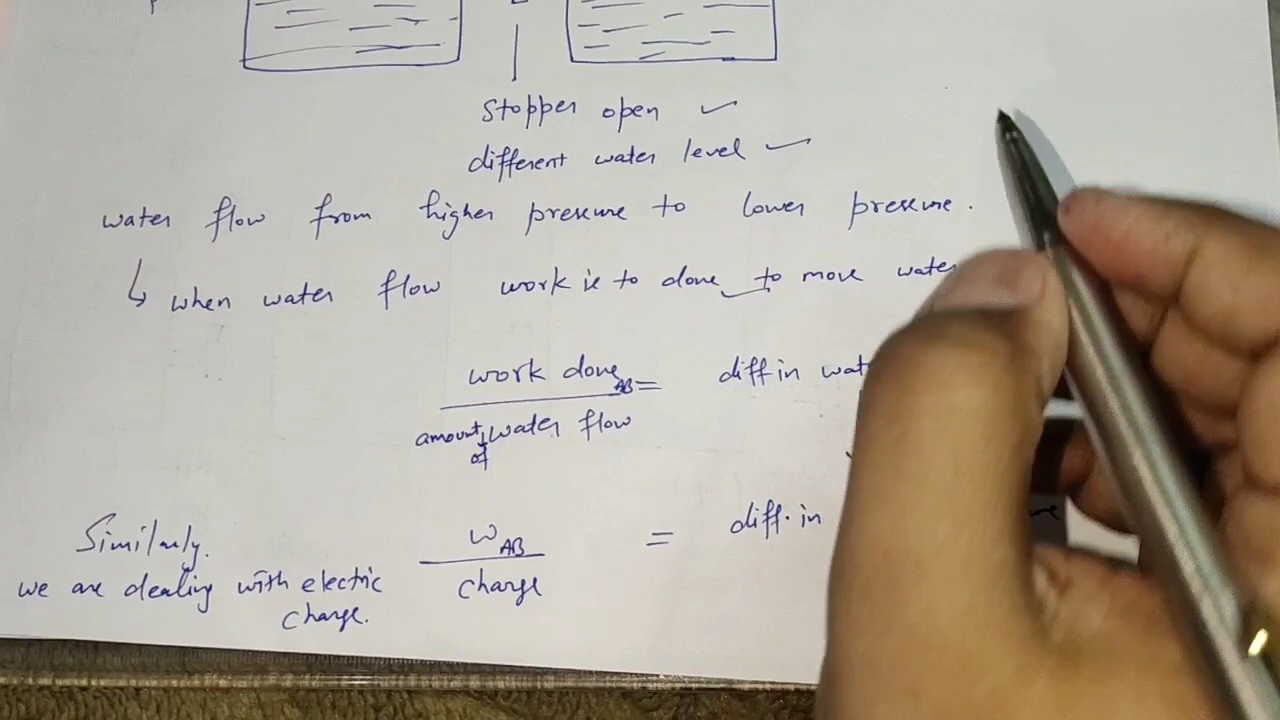 stopper open ✓
different water level ✓
water flow from higher pressure to lower pressure.
↳ when water flow work is to done to move water
work done AB = diff in
amount of water flow
Similarly.
we are dealing with electric
charge.
W AB = diff. in
charge